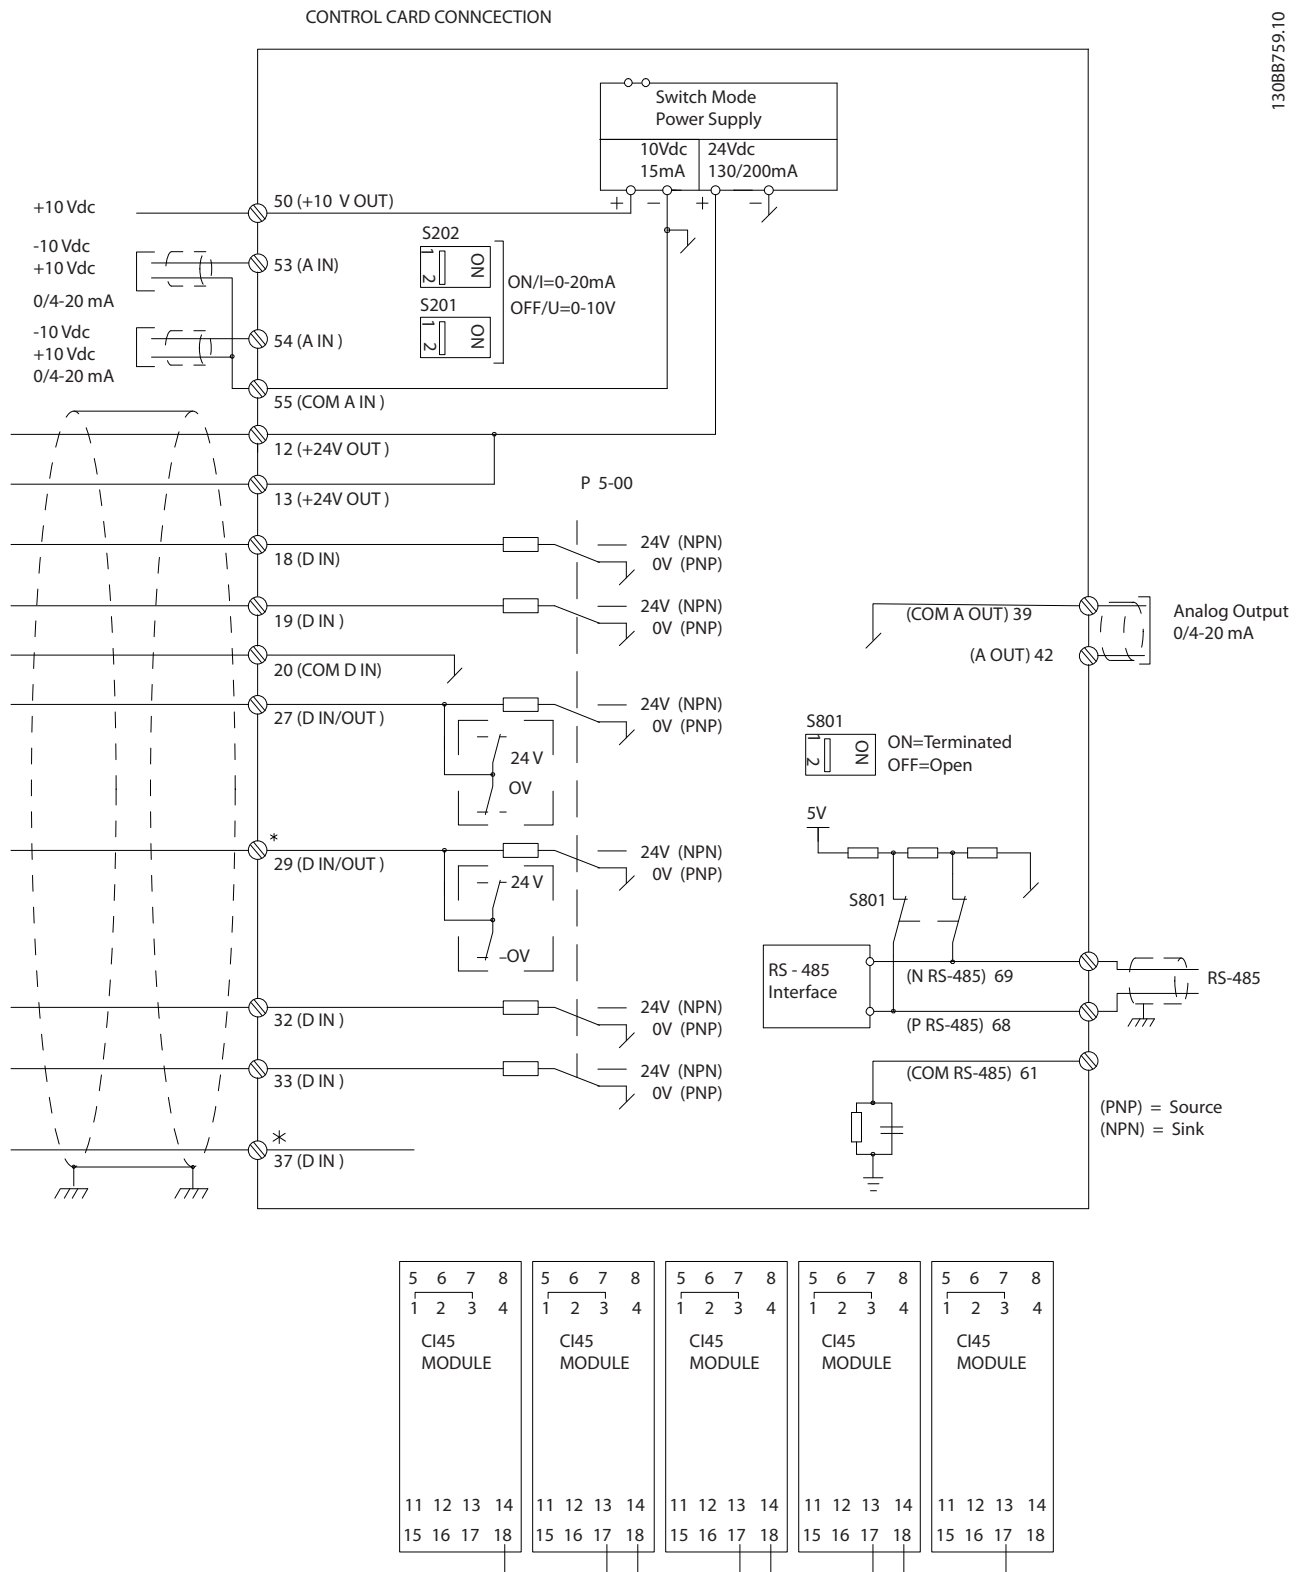 CONTROL CARD CONNCECTION
130BB759.10
Switch Mode
Power Supply
10Vdc
15mA
24Vdc
130/200mA
+ − + −
+10 Vdc
50 (+10 V OUT)
-10 Vdc
+10 Vdc
0/4-20 mA
53 (A IN)
S202
1
2
ON
ON/I=0-20mA
OFF/U=0-10V
S201
1
2
ON
-10 Vdc
+10 Vdc
0/4-20 mA
54 (A IN )
55 (COM A IN )
12 (+24V OUT )
13 (+24V OUT )
P 5-00
18 (D IN)
24V (NPN)
0V (PNP)
19 (D IN )
24V (NPN)
0V (PNP)
20 (COM D IN)
27 (D IN/OUT )
24V (NPN)
0V (PNP)
24 V
OV
*
29 (D IN/OUT )
24V (NPN)
0V (PNP)
24 V
OV
32 (D IN )
24V (NPN)
0V (PNP)
33 (D IN )
24V (NPN)
0V (PNP)
*
37 (D IN )
(COM A OUT) 39
(A OUT) 42
Analog Output
0/4-20 mA
S801
1
2
ON
ON=Terminated
OFF=Open
5V
S801
RS - 485
Interface
(N RS-485) 69
RS-485
(P RS-485) 68
(COM RS-485) 61
(PNP) = Source
(NPN) = Sink
5 6 7 8
1 2 3 4
CI45
MODULE
11 12 13 14
15 16 17 18
5 6 7 8
1 2 3 4
CI45
MODULE
11 12 13 14
15 16 17 18
5 6 7 8
1 2 3 4
CI45
MODULE
11 12 13 14
15 16 17 18
5 6 7 8
1 2 3 4
CI45
MODULE
11 12 13 14
15 16 17 18
5 6 7 8
1 2 3 4
CI45
MODULE
11 12 13 14
15 16 17 18